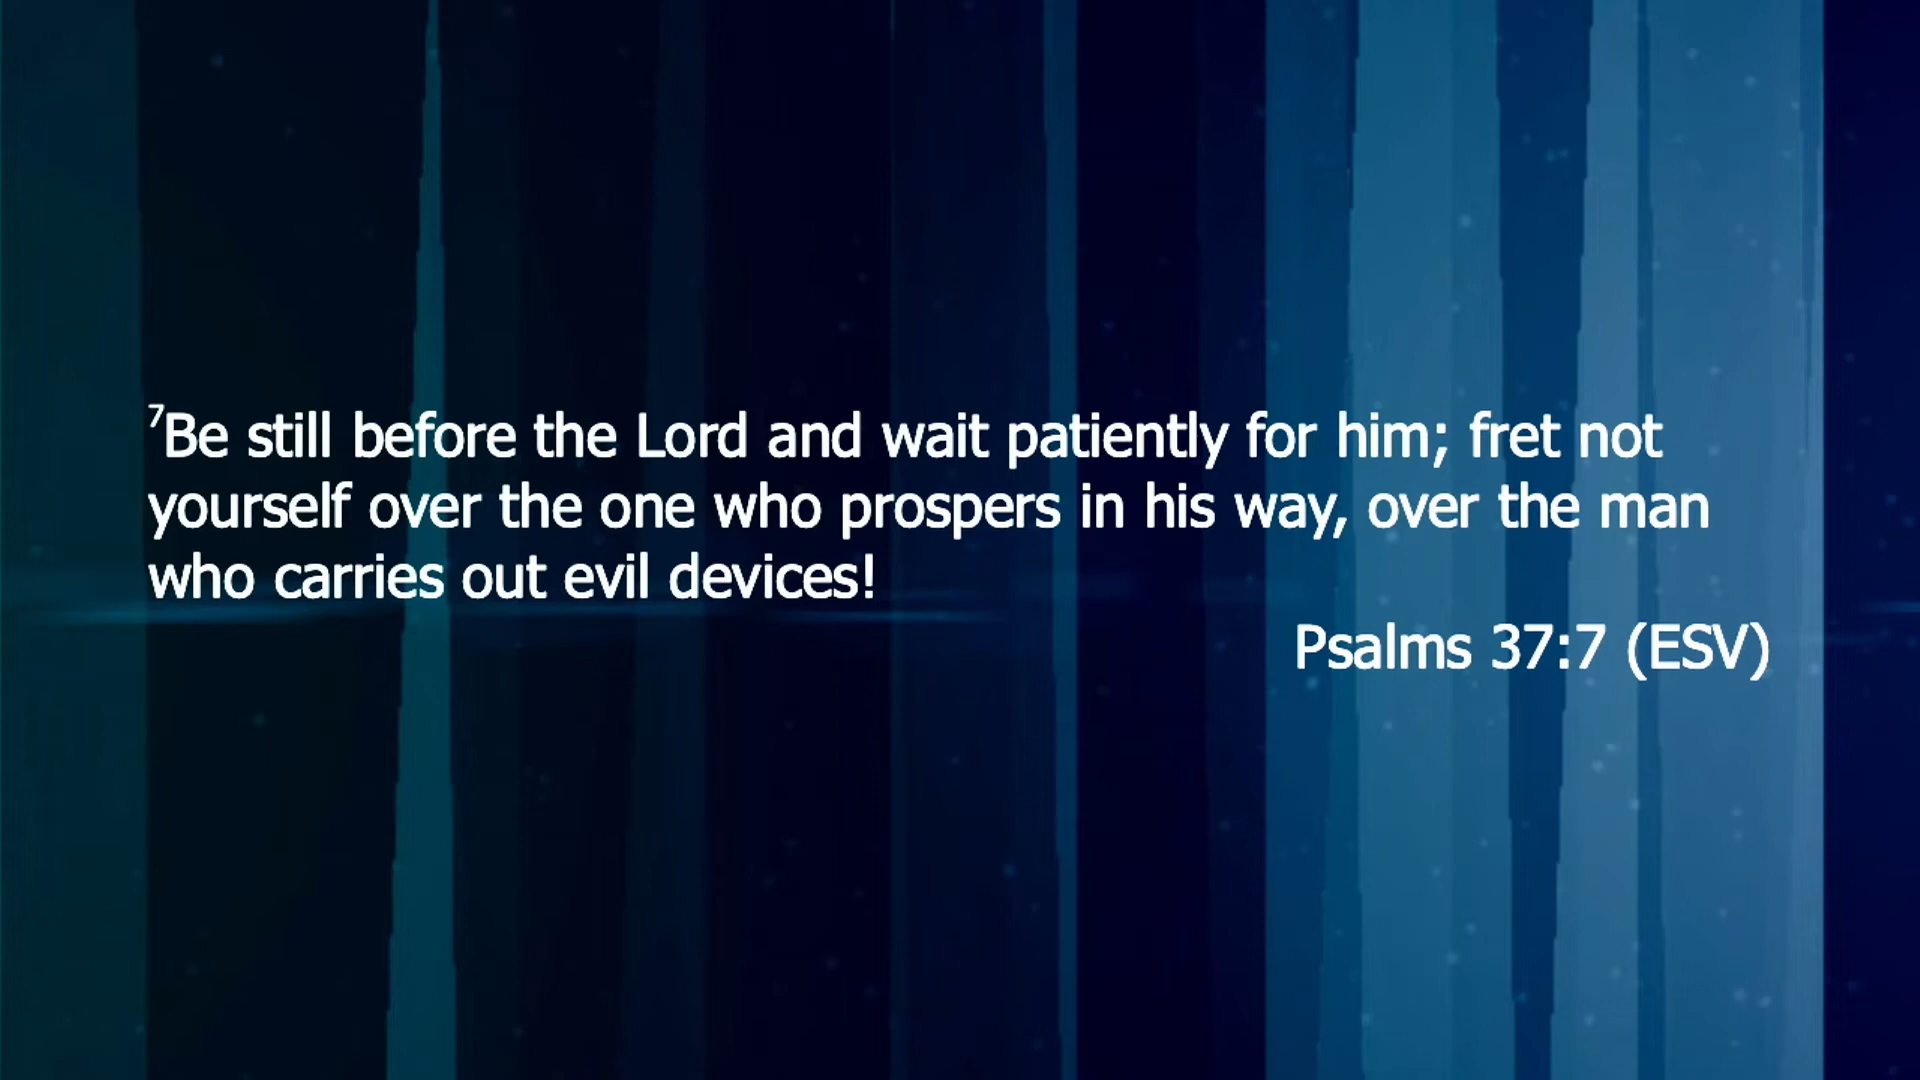 ⁷Be still before the Lord and wait patiently for him; fret not
yourself over the one who prospers in his way, over the man
who carries out evil devices!
Psalms 37:7 (ESV)